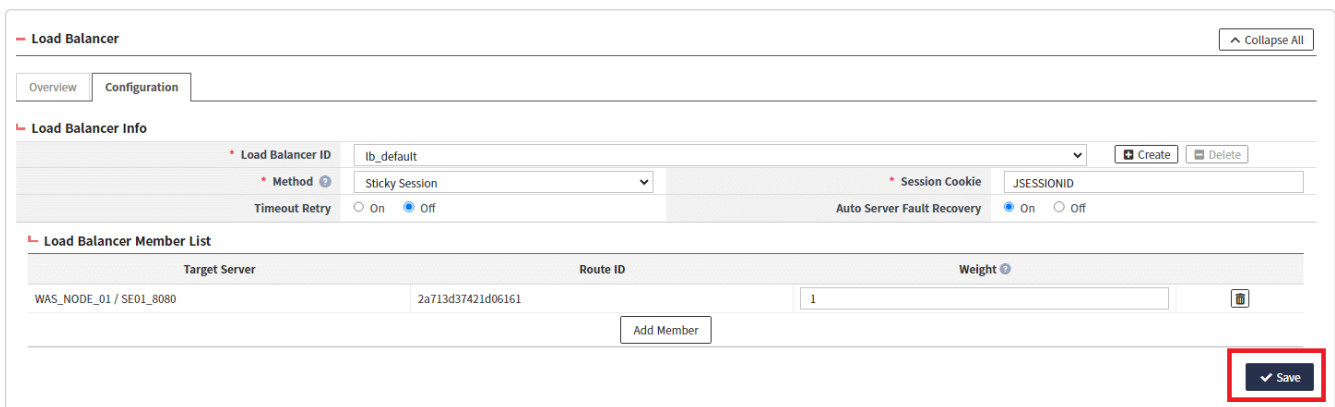 Load Balancer
Collapse All
Overview Configuration
Load Balancer Info
* Load Balancer ID lb_default Create Delete
* Method ? Sticky Session * Session Cookie JSESSIONID
Timeout Retry On Off Auto Server Fault Recovery On Off
Load Balancer Member List
Target Server Route ID Weight ?
WAS_NODE_01 / SE01_8080 2a713d37421d06161 1
Add Member
Save